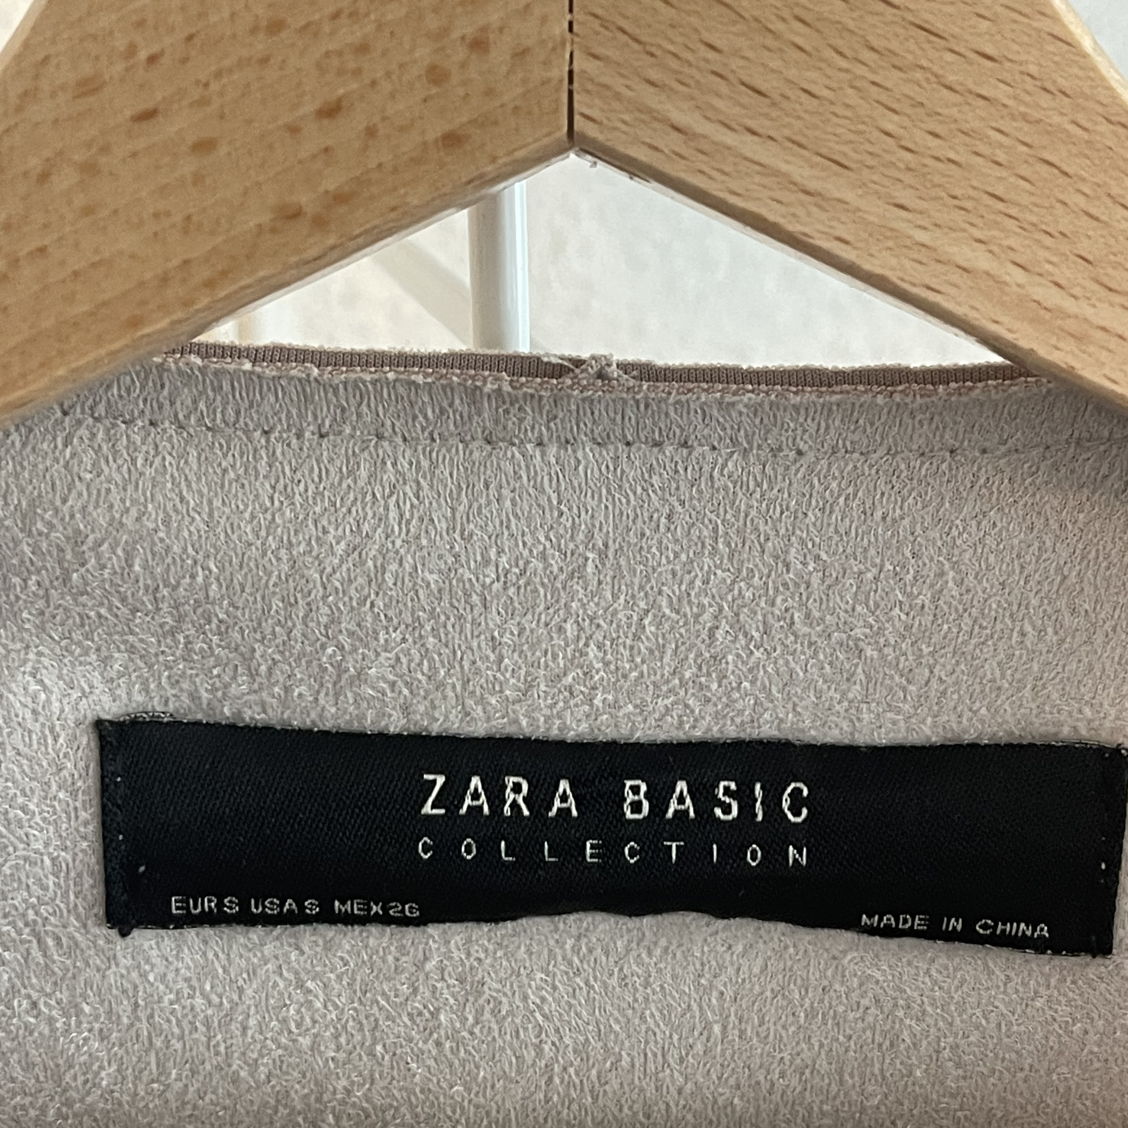 ZARA BASIC
COLLECTION
EUR S USA S MEX 26
MADE IN CHINA